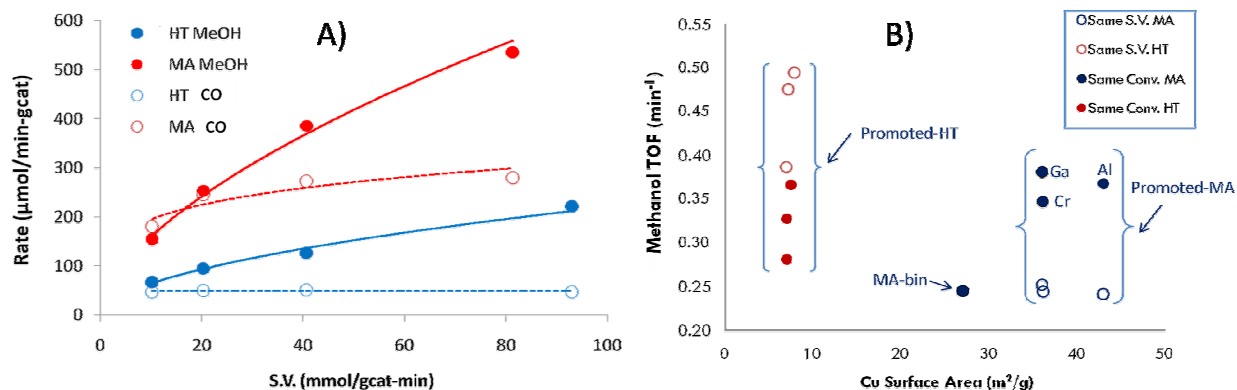 A)
HT MeOH
MA MeOH
HT CO
MA CO
600
500
400
300
200
100
0
0 20 40 60 80 100
Rate (µmol/min-gcat)
S.V. (mmol/gcat-min)
B)
Same S.V. MA
Same S.V. HT
Same Conv. MA
Same Conv. HT
0.55
0.50
0.45
0.40
0.35
0.30
0.25
0.20
0 10 20 30 40 50
Methanol TOF (min⁻¹)
Promoted-HT
Ga
Al
Cr
Promoted-MA
MA-bin
Cu Surface Area (m²/g)